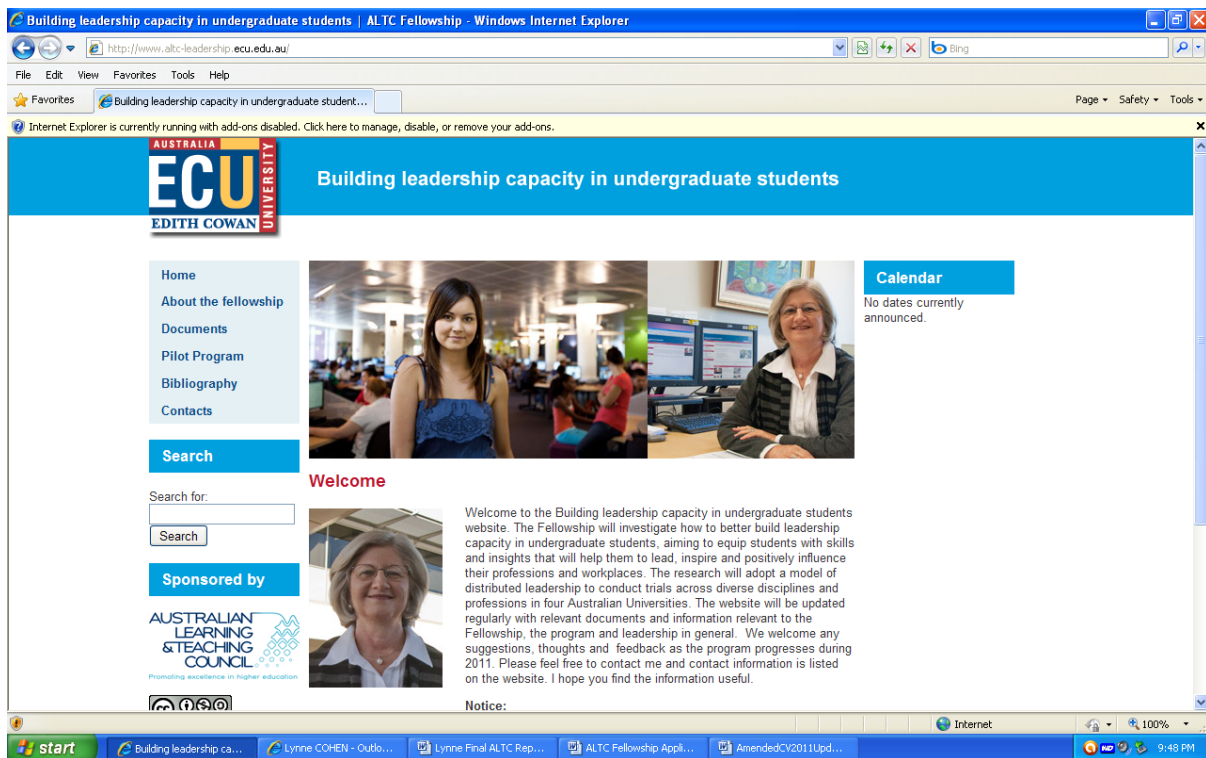 Building leadership capacity in undergraduate students | ALTC Fellowship - Windows Internet Explorer
http://www.altc-leadership.ecu.edu.au/
Bing
File Edit View Favorites Tools Help
Favorites
Building leadership capacity in undergraduate student...
Page Safety Tools
Internet Explorer is currently running with add-ons disabled. Click here to manage, disable, or remove your add-ons.
AUSTRALIA
ECU
EDITH COWAN
UNIVERSITY
Building leadership capacity in undergraduate students
Home
About the fellowship
Documents
Pilot Program
Bibliography
Contacts
Search
Search for:
Search
Sponsored by
AUSTRALIAN
LEARNING
&TEACHING
COUNCIL
Promoting excellence in higher education
Welcome
Welcome to the Building leadership capacity in undergraduate students
website. The Fellowship will investigate how to better build leadership
capacity in undergraduate students, aiming to equip students with skills
and insights that will help them to lead, inspire and positively influence
their professions and workplaces. The research will adopt a model of
distributed leadership to conduct trials across diverse disciplines and
professions in four Australian Universities. The website will be updated
regularly with relevant documents and information relevant to the
Fellowship, the program and leadership in general. We welcome any
suggestions, thoughts and feedback as the program progresses during
2011. Please feel free to contact me and contact information is listed
on the website. I hope you find the information useful.
Notice:
Calendar
No dates currently
announced.
Internet
100%
start
Building leadership ca...
Lynne COHEN - Outlo...
Lynne Final ALTC Rep...
ALTC Fellowship Appli...
AmendedCV2011Upd...
9:48 PM